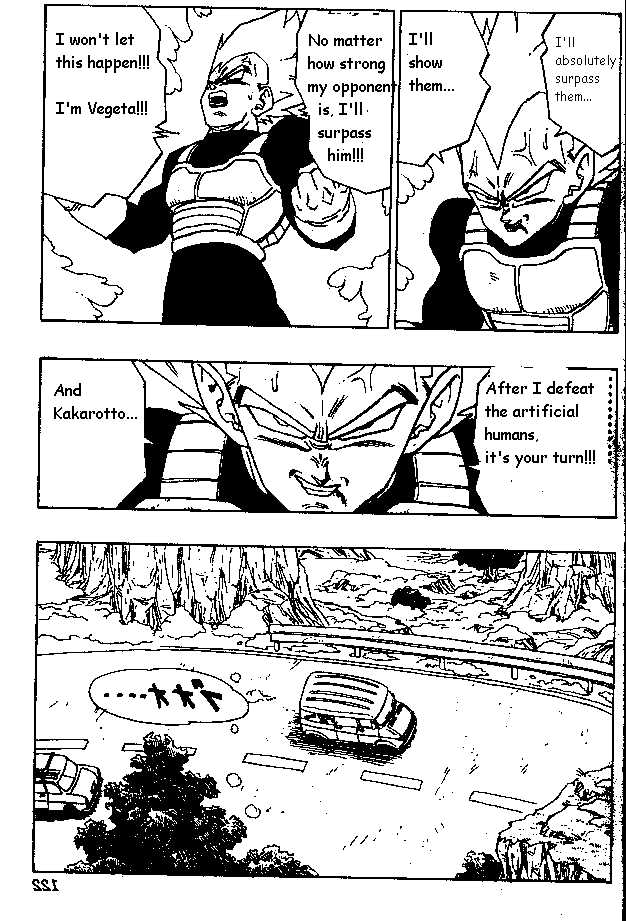 I won't let
this happen!!!
I'm Vegeta!!!
No matter
how strong
my opponent
is, I'll
surpass
him!!!
I'll
show
them...
I'll
absolutely
surpass
them...
And
Kakarotto...
After I defeat
the artificial
humans,
it's your turn!!!
122